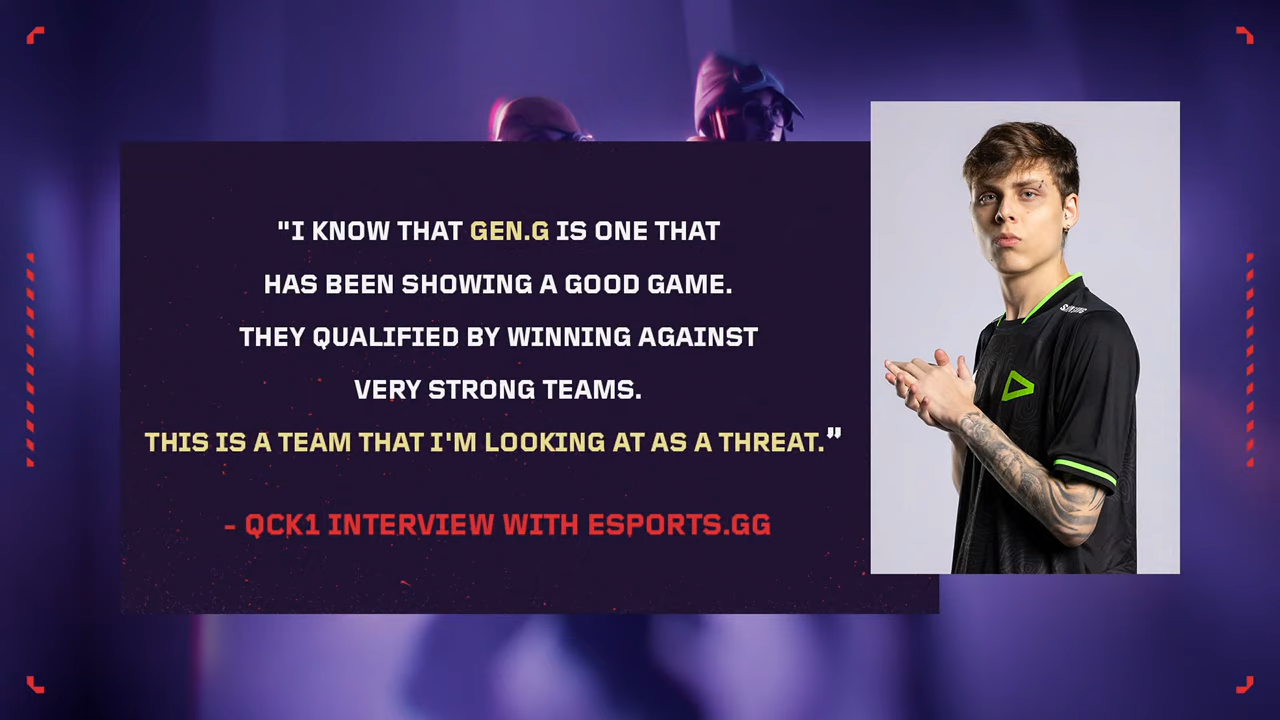 "I KNOW THAT GEN.G IS ONE THAT
HAS BEEN SHOWING A GOOD GAME.
THEY QUALIFIED BY WINNING AGAINST
VERY STRONG TEAMS.
THIS IS A TEAM THAT I'M LOOKING AT AS A THREAT.”
- QCK1 INTERVIEW WITH ESPORTS.GG